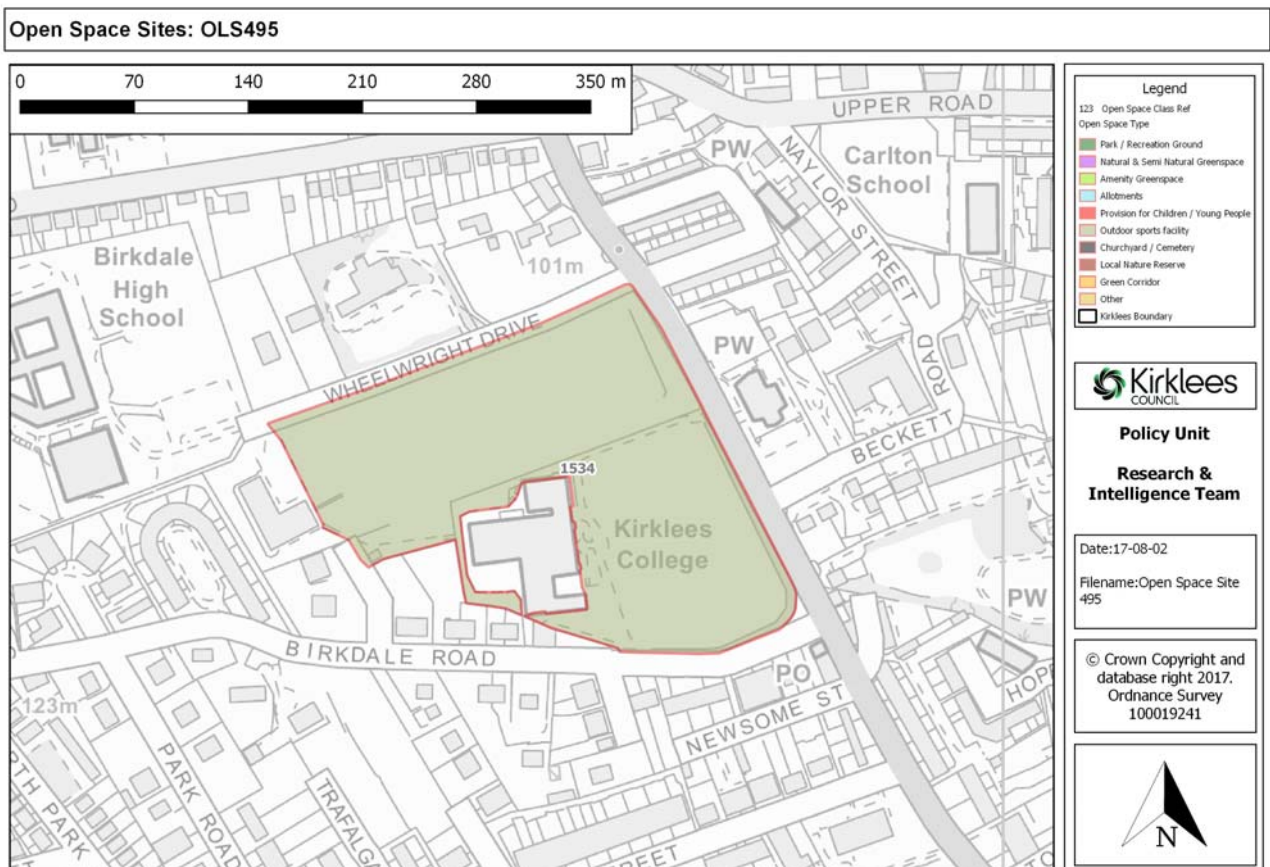 Open Space Sites: OLS495
0 70 140 210 280 350 m
UPPER ROAD
PW
NAYLOR STREET
Carlton
School
Birkdale
High
School
101m
WHEELWRIGHT DRIVE
PW
BECKETT ROAD
1534
Kirklees
College
PW
BIRKDALE ROAD
PO
NEWSOME ST
HOPE
123m
PARK ROAD
RTH PARK
TRAFALGA
STREET
Legend
123 Open Space Class Ref
Open Space Type
Park / Recreation Ground
Natural & Semi Natural Greenspace
Amenity Greenspace
Allotments
Provision for Children / Young People
Outdoor sports facility
Churchyard / Cemetery
Local Nature Reserve
Green Corridor
Other
Kirklees Boundary
Kirklees
COUNCIL
Policy Unit
Research &
Intelligence Team
Date:17-08-02
Filename:Open Space Site
495
© Crown Copyright and
database right 2017.
Ordnance Survey
100019241
N